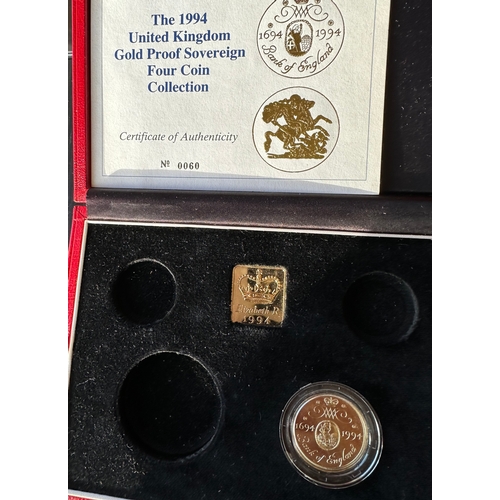 The 1994
United Kingdom
Gold Proof Sovereign
Four Coin
Collection
Certificate of Authenticity
Nº 0060
1694 1994
Bank of England
Elizabeth R
1994
1694 1994
Bank of England